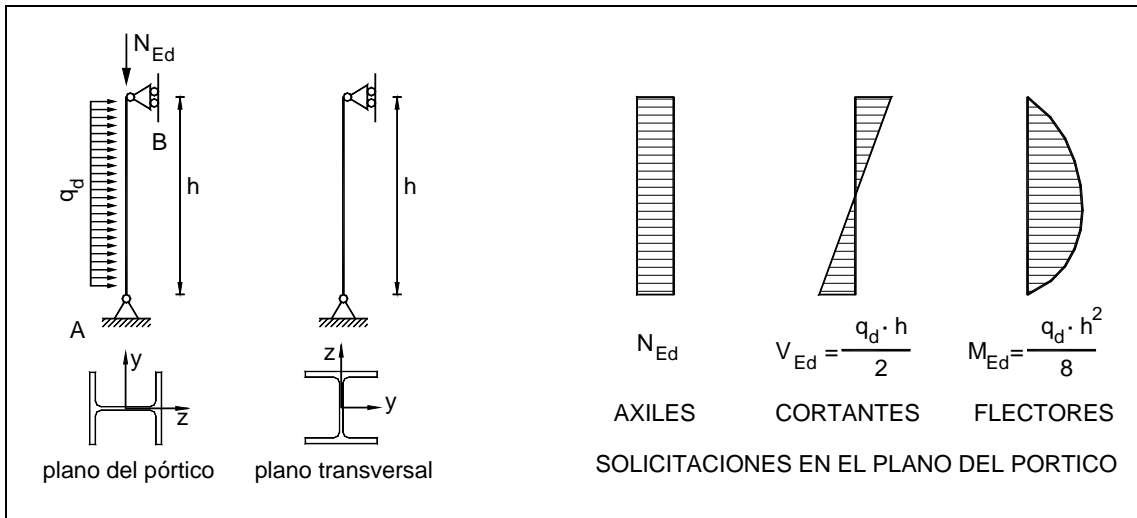 N_Ed
q_d
h
B
A
y
z
plano del pórtico
h
z
y
plano transversal
N_Ed
AXILES
V_Ed = q_d · h / 2
CORTANTES
M_Ed = q_d · h^2 / 8
FLECTORES
SOLICITACIONES EN EL PLANO DEL PORTICO